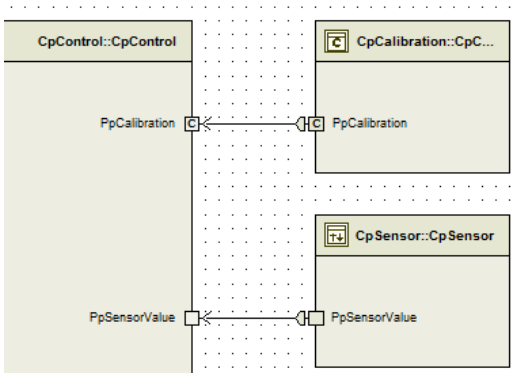 CpControl::CpControl
CpCalibration::CpC...
C
PpCalibration
C
C
PpCalibration
CpSensor::CpSensor
PpSensorValue
PpSensorValue